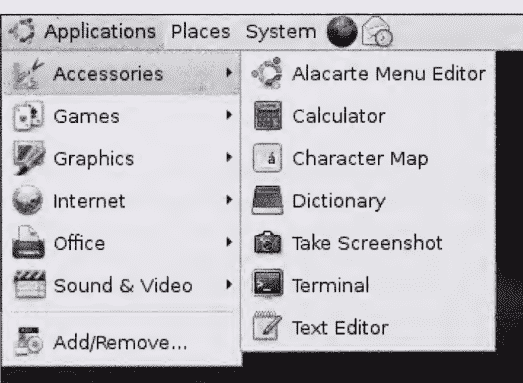 Applications Places System
Accessories
Games
Graphics
Internet
Office
Sound & Video
Add/Remove...
Alacarte Menu Editor
Calculator
á Character Map
Dictionary
Take Screenshot
Terminal
Text Editor